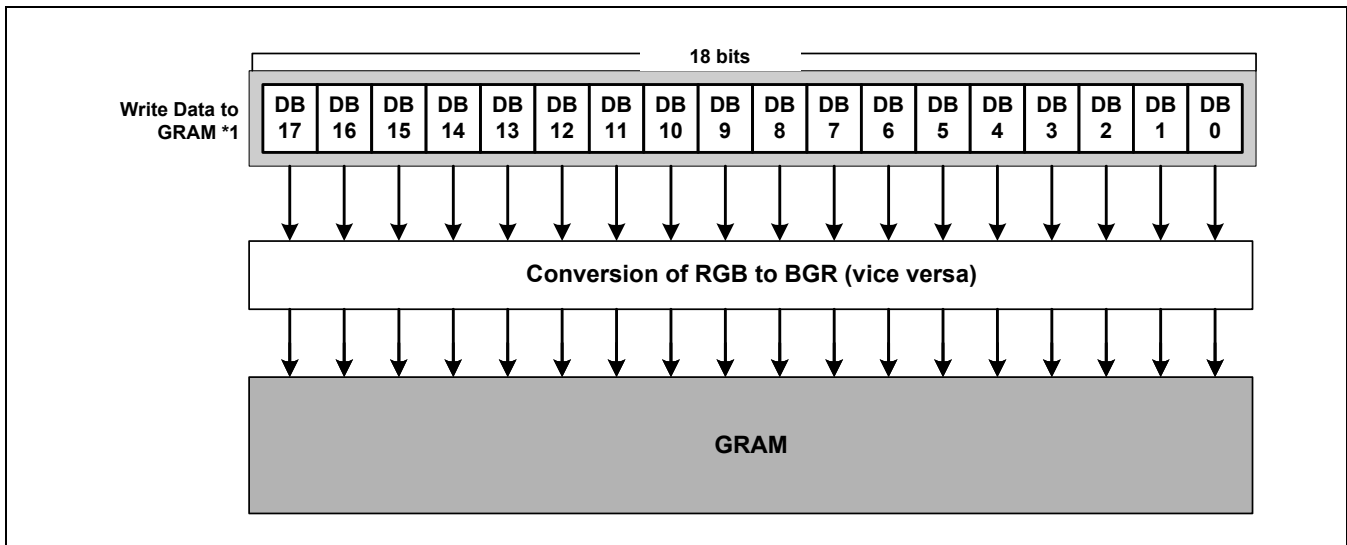 18 bits
Write Data to
GRAM *1
DB DB DB DB DB DB DB DB DB DB DB DB DB DB DB DB DB DB
17 16 15 14 13 12 11 10 9 8 7 6 5 4 3 2 1 0
Conversion of RGB to BGR (vice versa)
GRAM